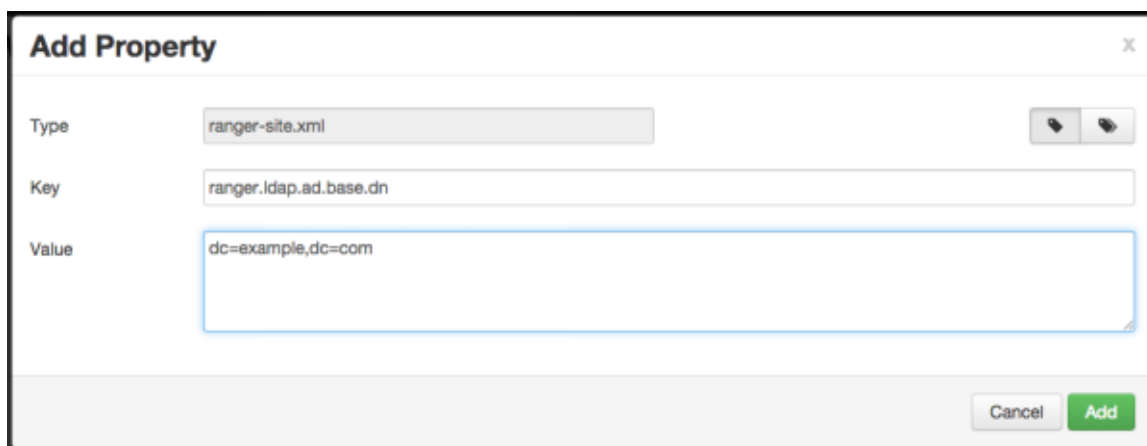 Add Property
x
Type ranger-site.xml
Key ranger.ldap.ad.base.dn
Value dc=example,dc=com
Cancel Add